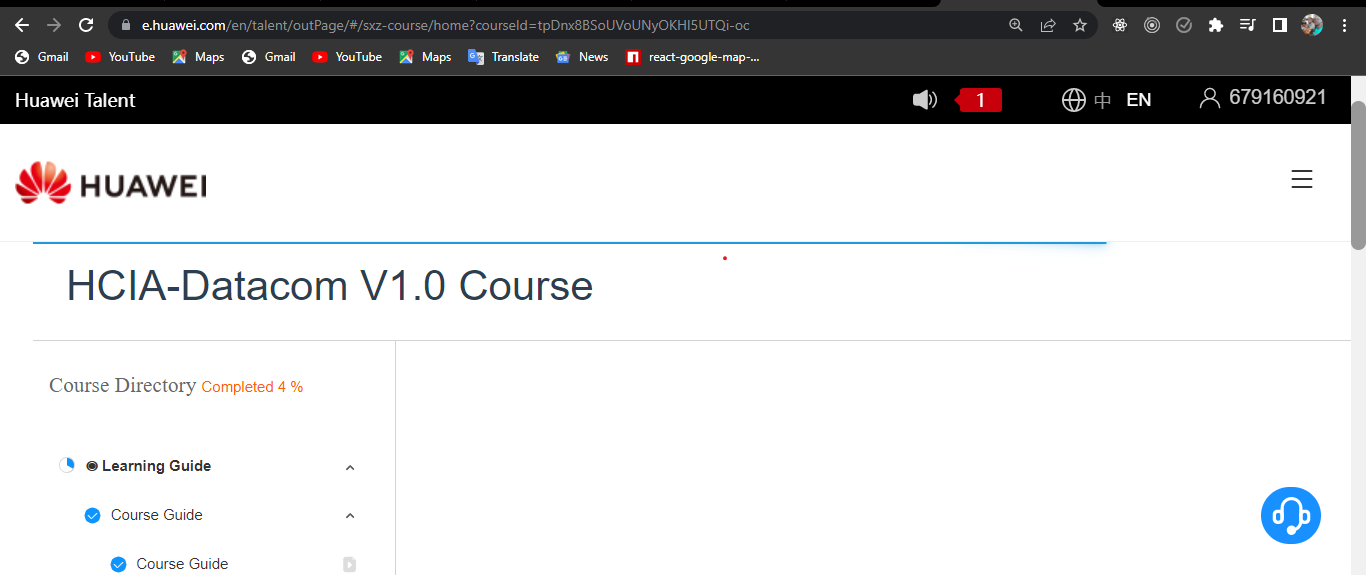 e.huawei.com/en/talent/outPage/#/sxz-course/home?courseId=tpDnx8BSoUVoUNyOKHI5UTQi-oc
Gmail YouTube Maps Gmail YouTube Maps Translate News react-google-map-...
Huawei Talent 1 中 EN 679160921
HUAWEI
HCIA-Datacom V1.0 Course
Course Directory Completed 4 %
Learning Guide
Course Guide
Course Guide